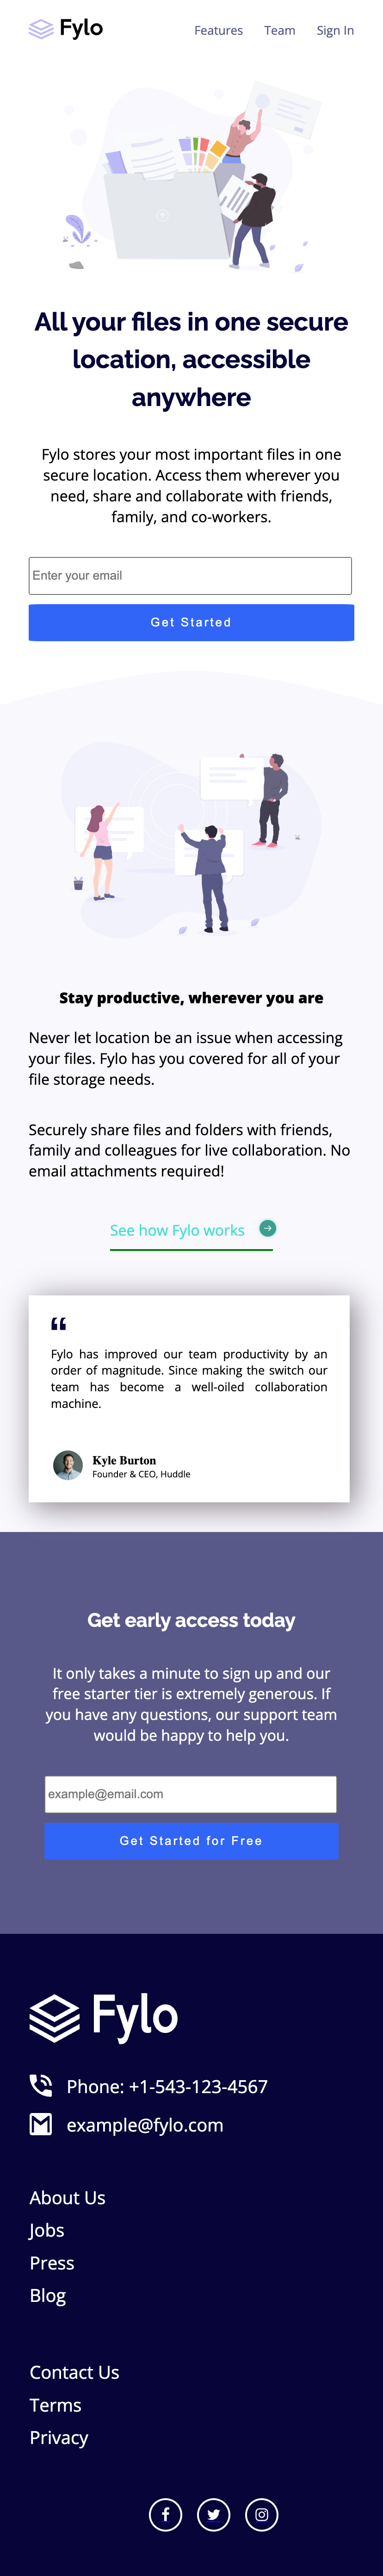 Fylo
Features Team Sign In
All your files in one secure
location, accessible
anywhere
Fylo stores your most important files in one
secure location. Access them wherever you
need, share and collaborate with friends,
family, and co-workers.
Enter your email
Get Started
Stay productive, wherever you are
Never let location be an issue when accessing
your files. Fylo has you covered for all of your
file storage needs.
Securely share files and folders with friends,
family and colleagues for live collaboration. No
email attachments required!
See how Fylo works
“
Fylo has improved our team productivity by an
order of magnitude. Since making the switch our
team has become a well-oiled collaboration
machine.
Kyle Burton
Founder & CEO, Huddle
Get early access today
It only takes a minute to sign up and our
free starter tier is extremely generous. If
you have any questions, our support team
would be happy to help you.
example@email.com
Get Started for Free
Fylo
Phone: +1-543-123-4567
example@fylo.com
About Us
Jobs
Press
Blog
Contact Us
Terms
Privacy